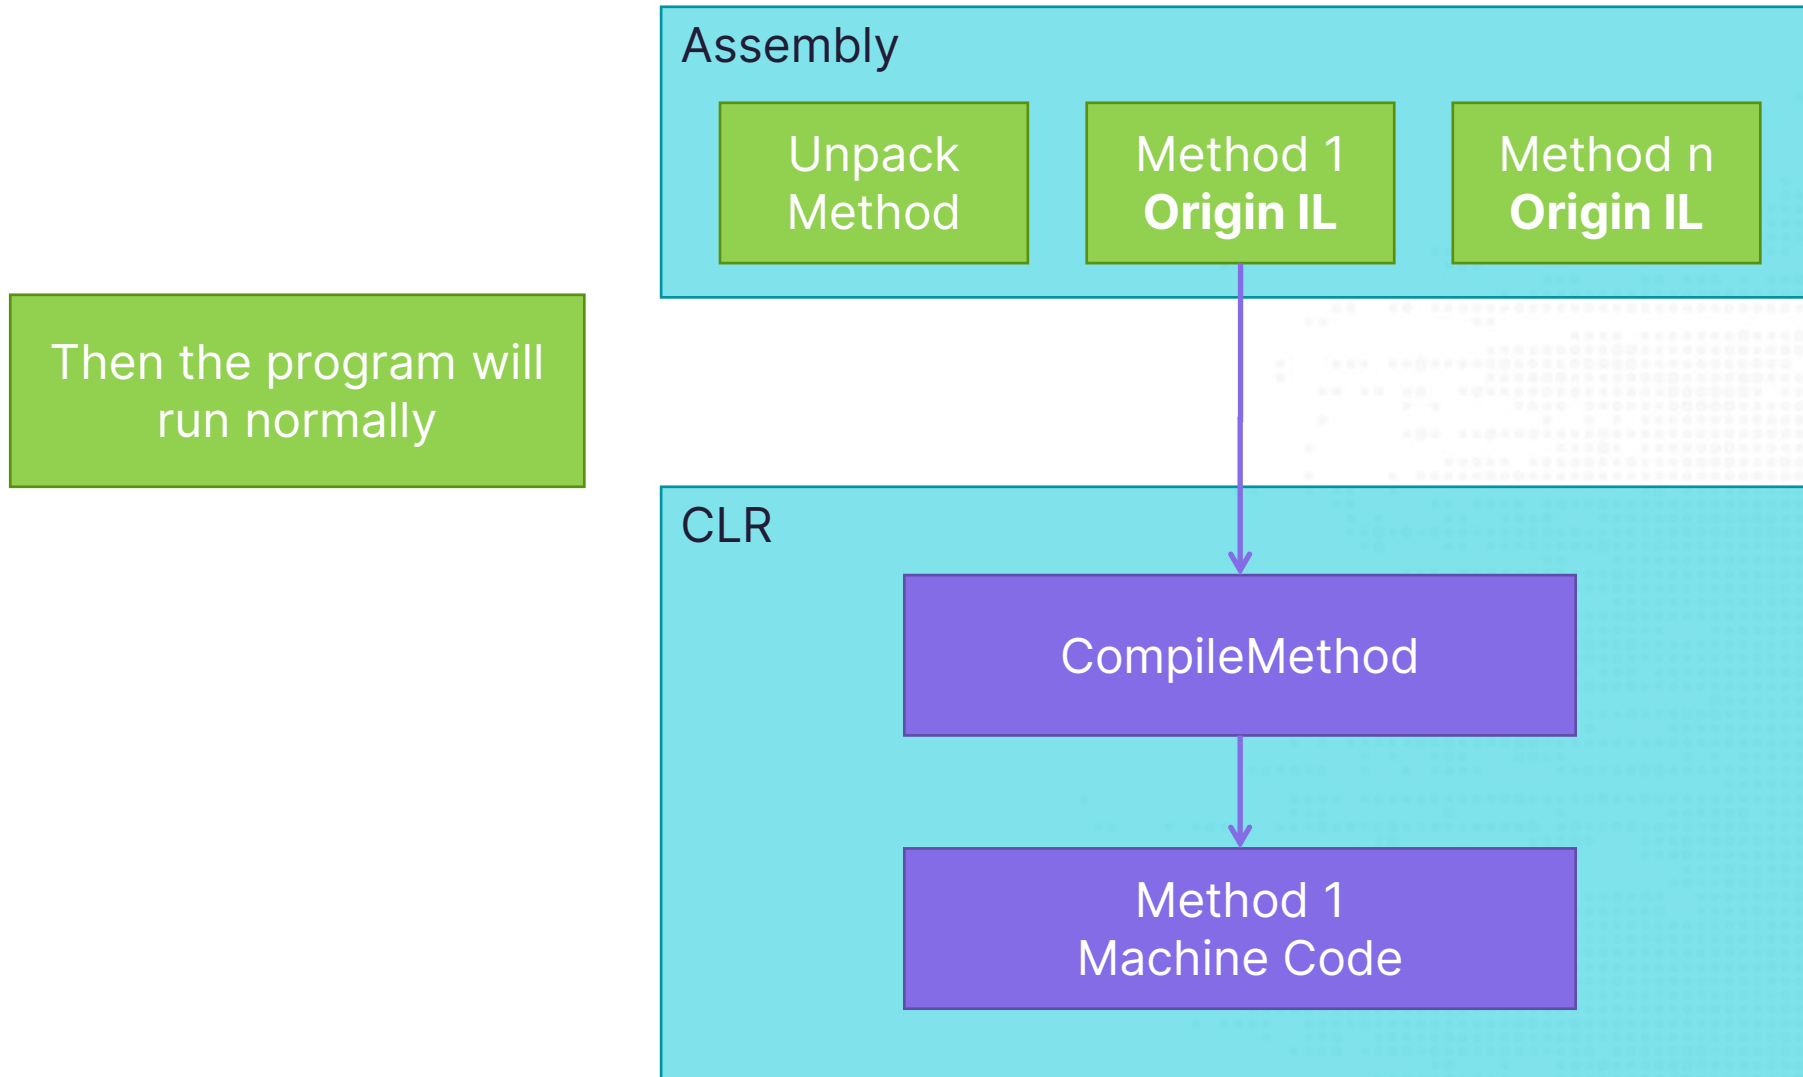 Assembly
Unpack
Method
Method 1
Origin IL
Method n
Origin IL
Then the program will
run normally
CLR
CompileMethod
Method 1
Machine Code